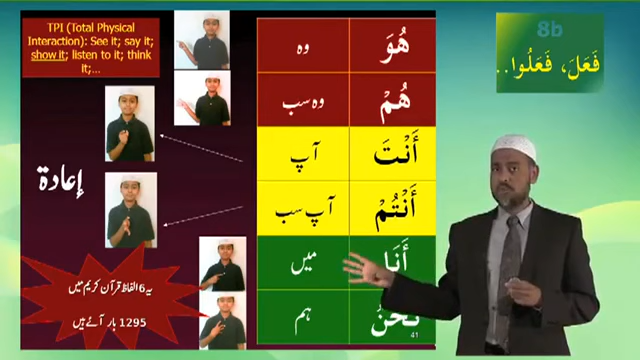 TPI (Total Physical
Interaction): See it; say it;
show it; listen to it; think
it;...
8b
فَعَلَ، فَعَلُوا..
هُوَ وہ
هُمْ وہ سب
أَنْتَ آپ
أَنْتُمْ آپ سب
أَنَا میں
نَحْنُ ہم
41
إعادة
یہ 6 الفاظ قرآن کریم میں
1295 بار آئے ہیں